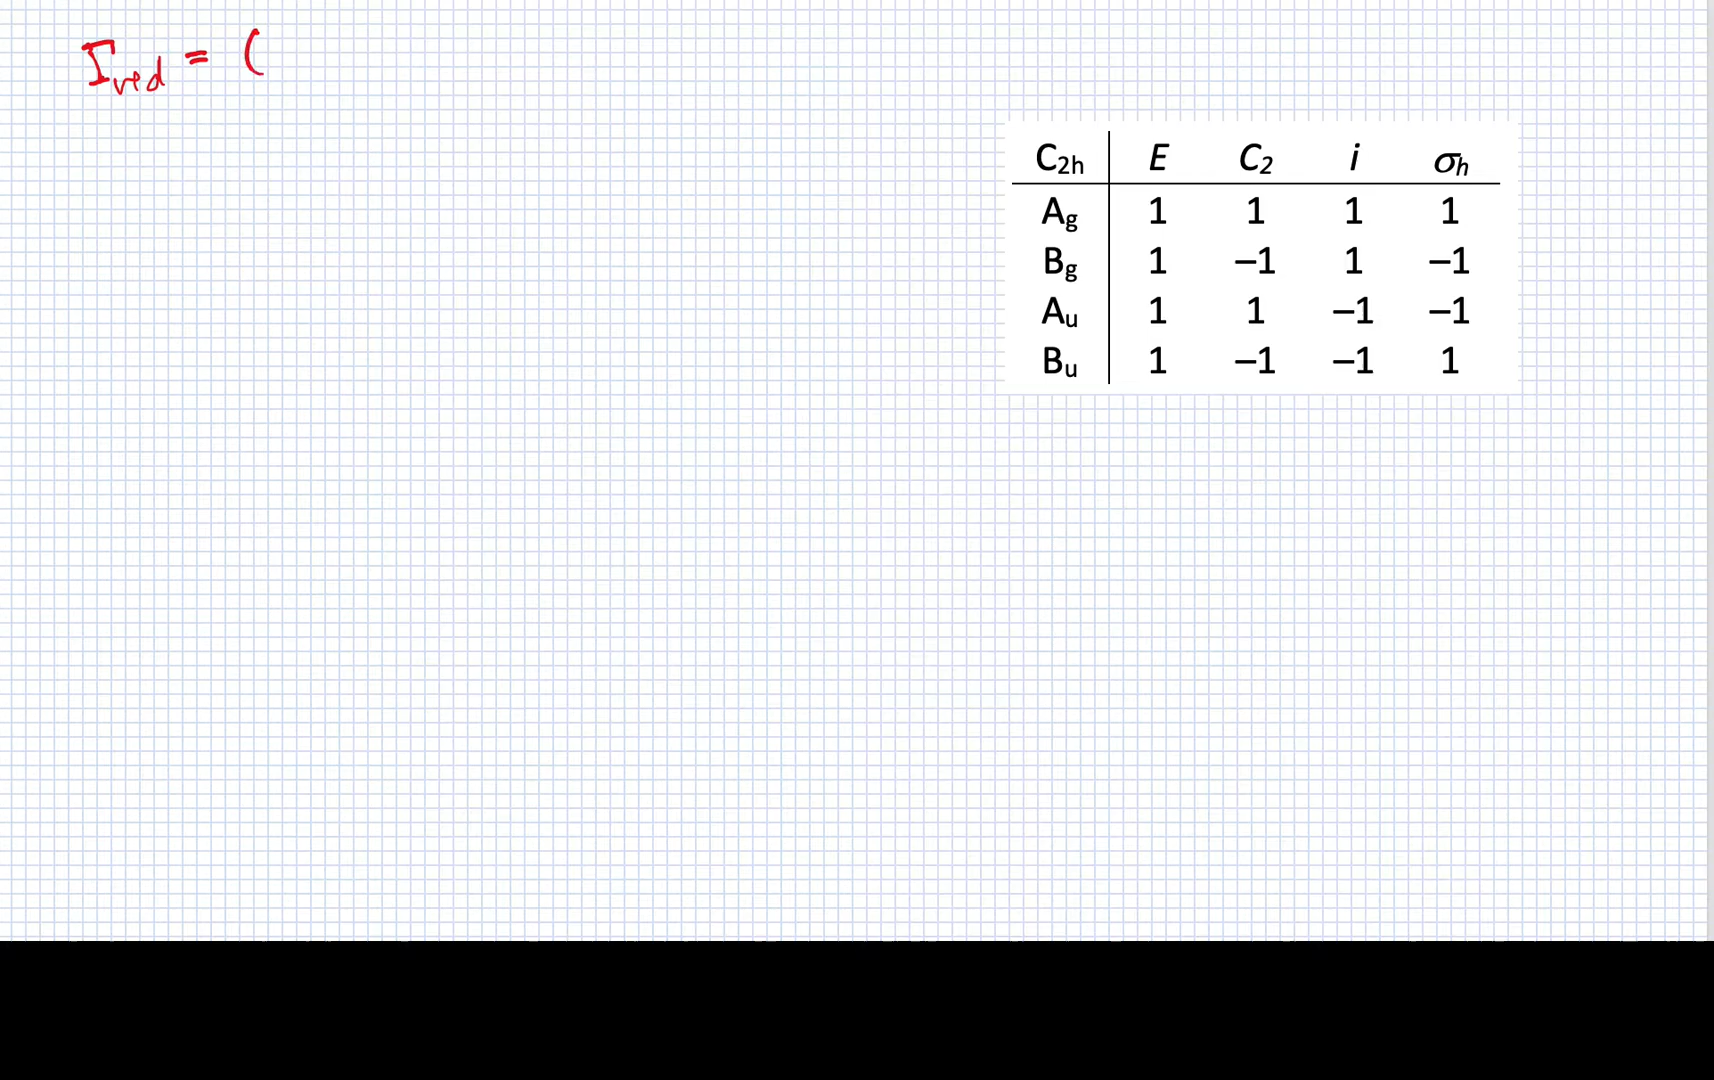 Γred = (
C2h E C2 i σh
Ag 1 1 1 1
Bg 1 –1 1 –1
Au 1 1 –1 –1
Bu 1 –1 –1 1